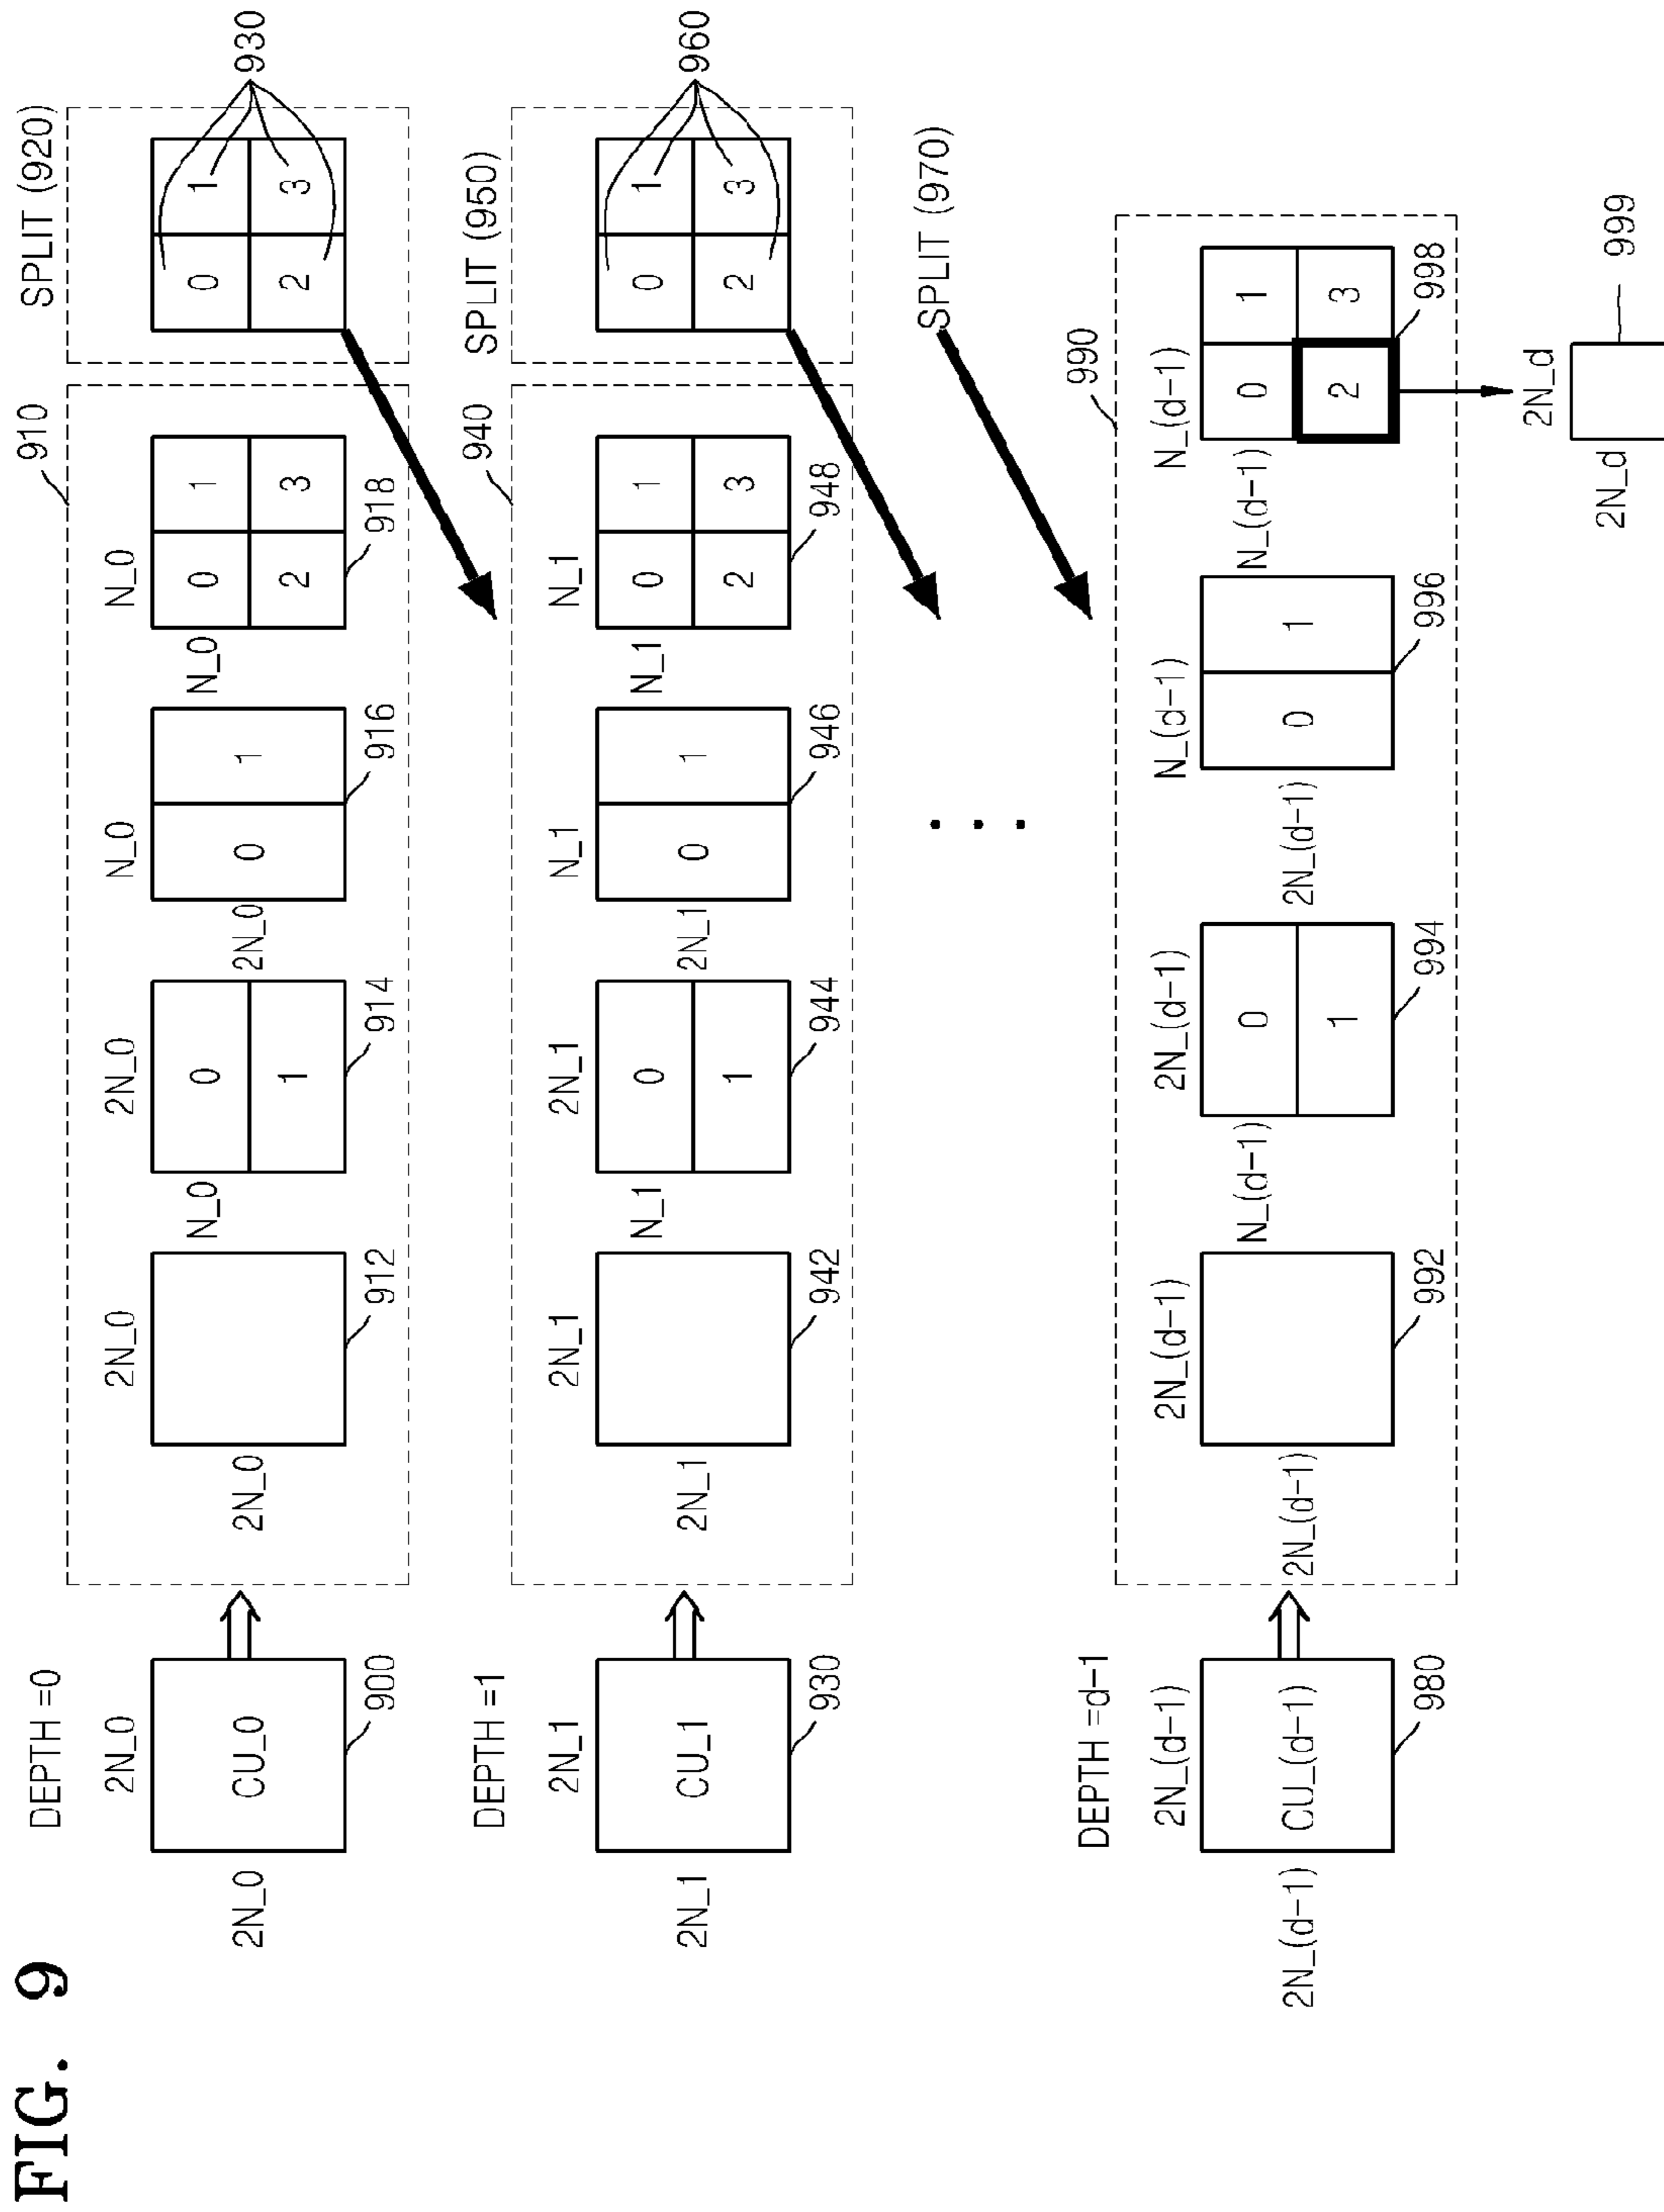 FIG. 9
DEPTH =0
2N_0
2N_0
CU_0
900
910
2N_0
2N_0
912
2N_0
N_0
0
1
914
N_0
2N_0
0 1
916
N_0
N_0
0 1
2 3
918
SPLIT (920)
0 1
2 3
930
DEPTH =1
2N_1
2N_1
CU_1
930
940
2N_1
2N_1
942
2N_1
N_1
0
1
944
N_1
2N_1
0 1
946
N_1
N_1
0 1
2 3
948
SPLIT (950)
0 1
2 3
960
SPLIT (970)
DEPTH =d-1
2N_(d-1)
2N_(d-1)
CU_(d-1)
980
990
2N_(d-1)
2N_(d-1)
992
2N_(d-1)
N_(d-1)
0
1
994
N_(d-1)
2N_(d-1)
0 1
996
N_(d-1)
N_(d-1)
0 1
2 3
998
2N_d
2N_d
999